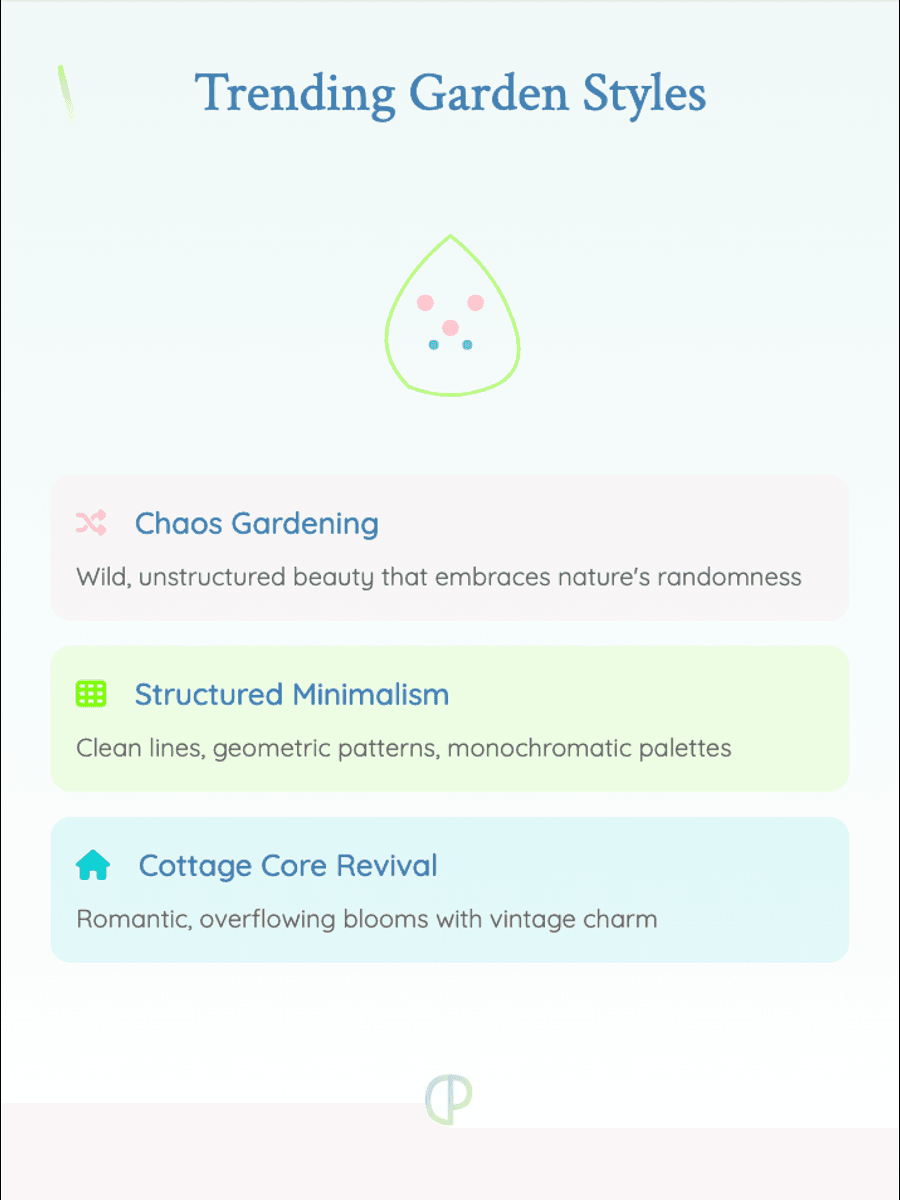 Trending Garden Styles
Chaos Gardening
Wild, unstructured beauty that embraces nature's randomness
Structured Minimalism
Clean lines, geometric patterns, monochromatic palettes
Cottage Core Revival
Romantic, overflowing blooms with vintage charm